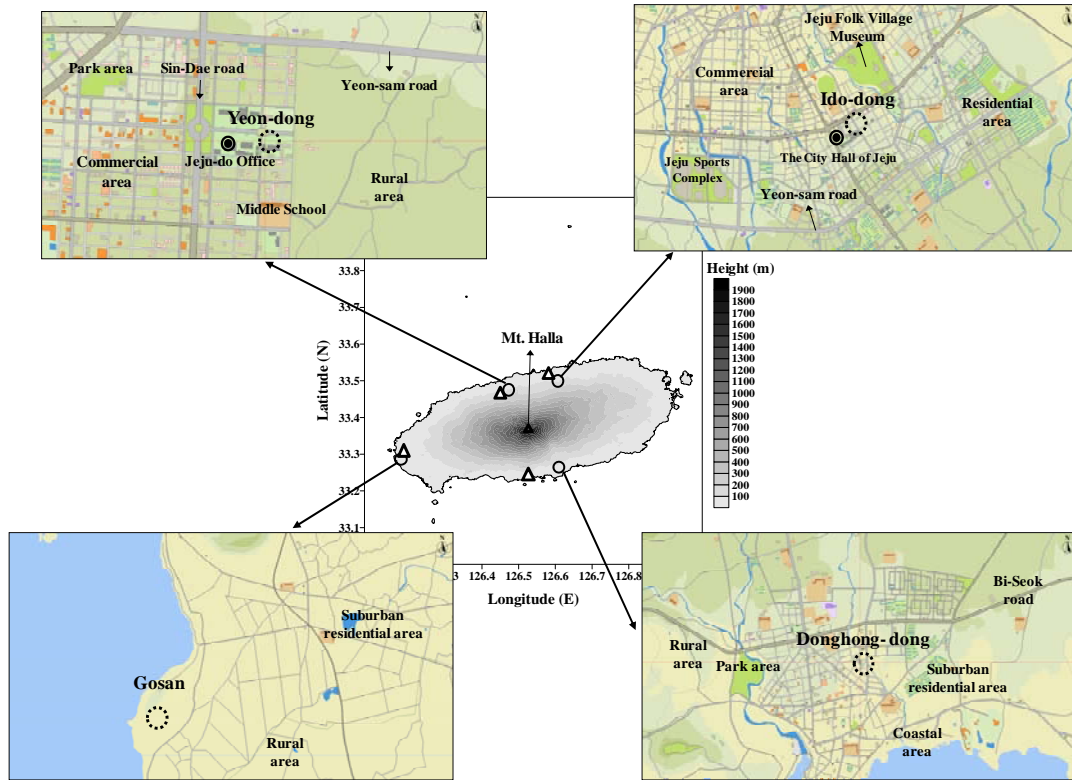 Park area
Sin-Dae road
Yeon-sam road
Yeon-dong
Jeju-do Office
Commercial
area
Rural
area
Middle School
Jeju Folk Village
Museum
Commercial
area
Ido-dong
Residential
area
The City Hall of Jeju
Jeju Sports
Complex
Yeon-sam road
Height (m)
1900
1800
1700
1600
1500
1400
1300
1200
1100
1000
900
800
700
600
500
400
300
200
100
Mt. Halla
Latitude (N)
33.8
33.7
33.6
33.5
33.4
33.3
33.2
33.1
3 126.4 126.5 126.6 126.7 126.8
Longitude (E)
Suburban
residential area
Gosan
Rural
area
Bi-Seok
road
Rural
area
Park area
Donghong-dong
Suburban
residential area
Coastal
area